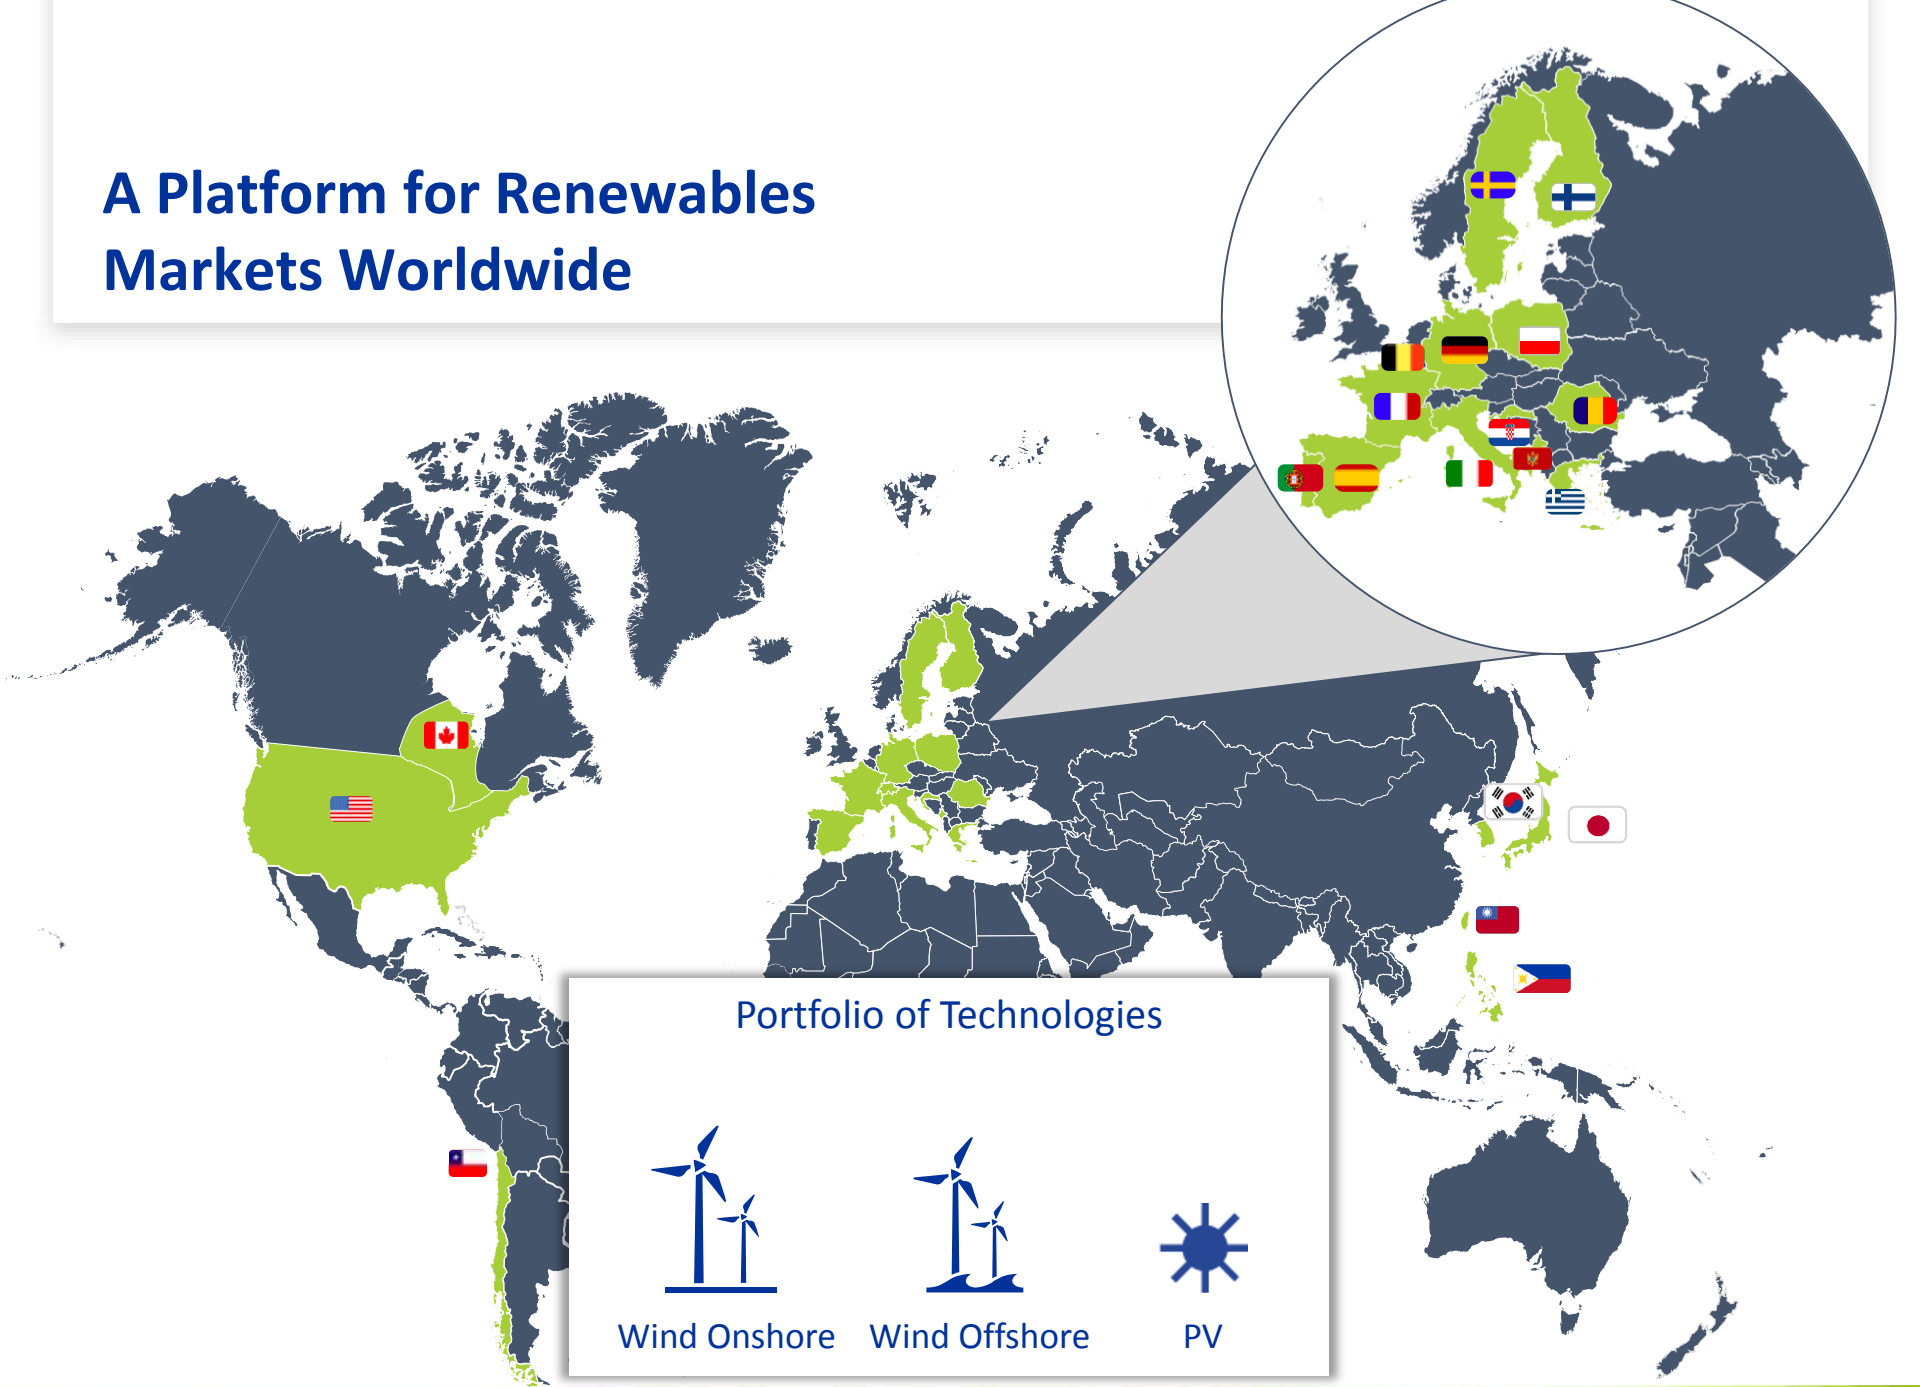 A Platform for Renewables
Markets Worldwide
Portfolio of Technologies
Wind Onshore
Wind Offshore
PV